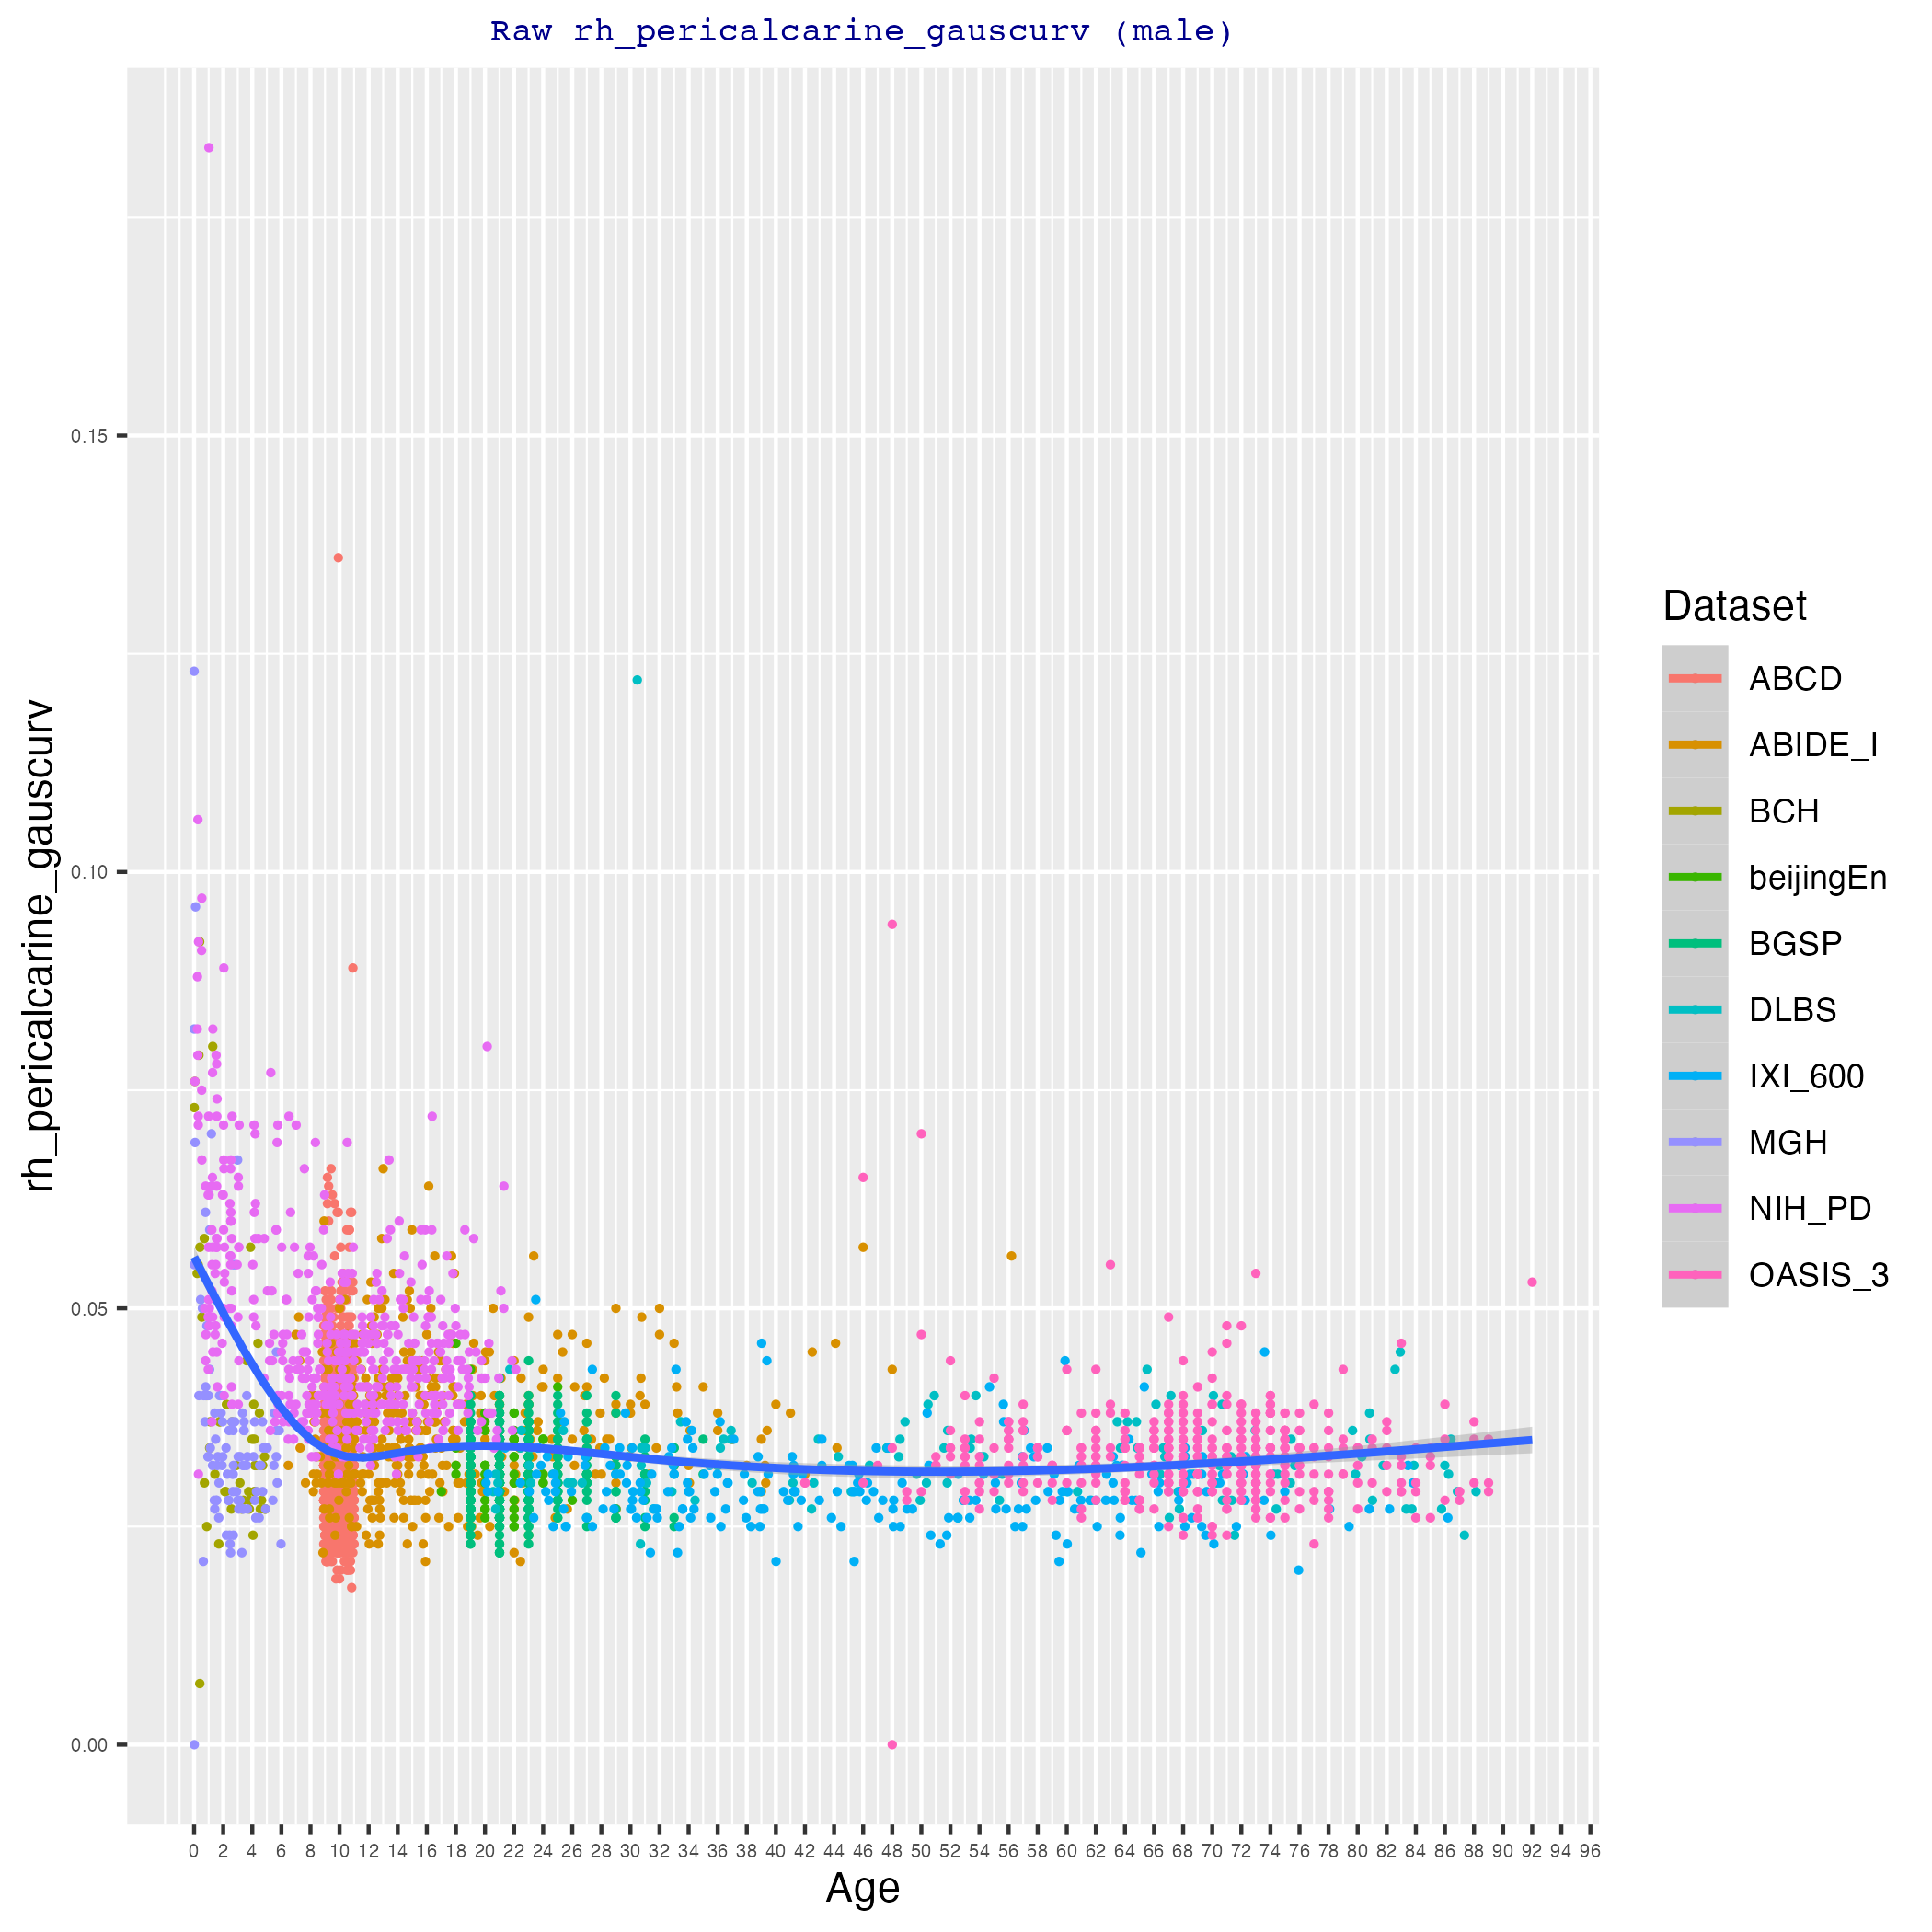 Raw rh_pericalcarine_gauscurv (male)
rh_pericalcarine_gauscurv
0.15
0.10
0.05
0.00
0 2 4 6 8 10 12 14 16 18 20 22 24 26 28 30 32 34 36 38 40 42 44 46 48 50 52 54 56 58 60 62 64 66 68 70 72 74 76 78 80 82 84 86 88 90 92 94 96
Age
Dataset
ABCD
ABIDE_I
BCH
beijingEn
BGSP
DLBS
IXI_600
MGH
NIH_PD
OASIS_3